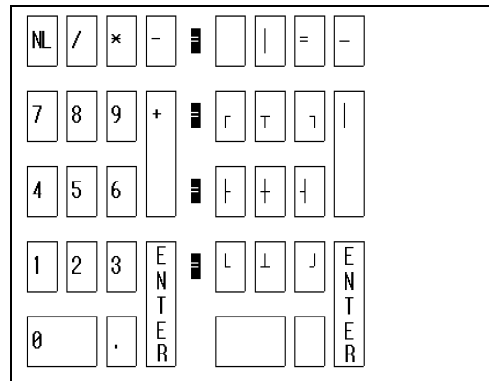 NL / * - = │ = ─
7 8 9 + = ┌ ┬ ┐ │
4 5 6 = ├ ┼ ┤
1 2 3 ENTER = └ ┴ ┘ ENTER
0 .